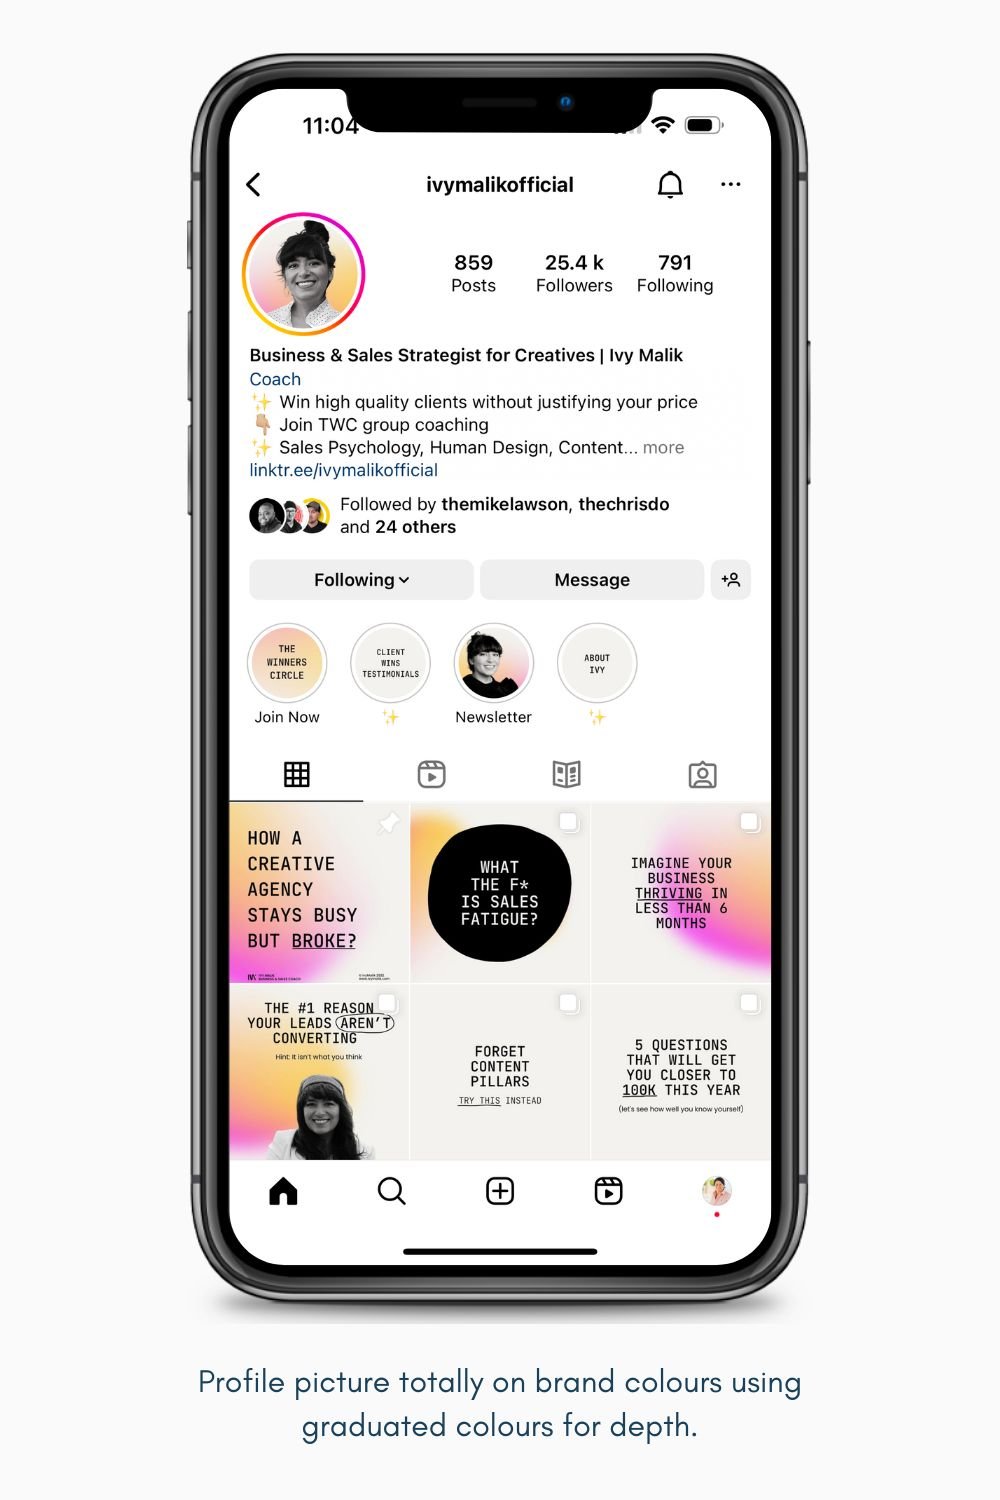 11:04
ivymalikofficial
859
Posts
25.4 k
Followers
791
Following
Business & Sales Strategist for Creatives | Ivy Malik
Coach
✨ Win high quality clients without justifying your price
👇🏼 Join TWC group coaching
✨ Sales Psychology, Human Design, Content... more
linktr.ee/ivymalikofficial
Followed by themikelawson, thechrisdo
and 24 others
Following
Message
THE
WINNERS
CIRCLE
Join Now
CLIENT
WINS
TESTIMONIALS
✨
Newsletter
ABOUT
IVY
✨
HOW A
CREATIVE
AGENCY
STAYS BUSY
BUT BROKE?
WHAT
THE F*
IS SALES
FATIGUE?
IMAGINE YOUR
BUSINESS
THRIVING IN
LESS THAN 6
MONTHS
THE #1 REASON
YOUR LEADS AREN'T
CONVERTING
Hint: It isn't what you think
FORGET
CONTENT
PILLARS
TRY THIS INSTEAD
5 QUESTIONS
THAT WILL GET
YOU CLOSER TO
100K THIS YEAR
(let's see how well you know yourself)
Profile picture totally on brand colours using
graduated colours for depth.